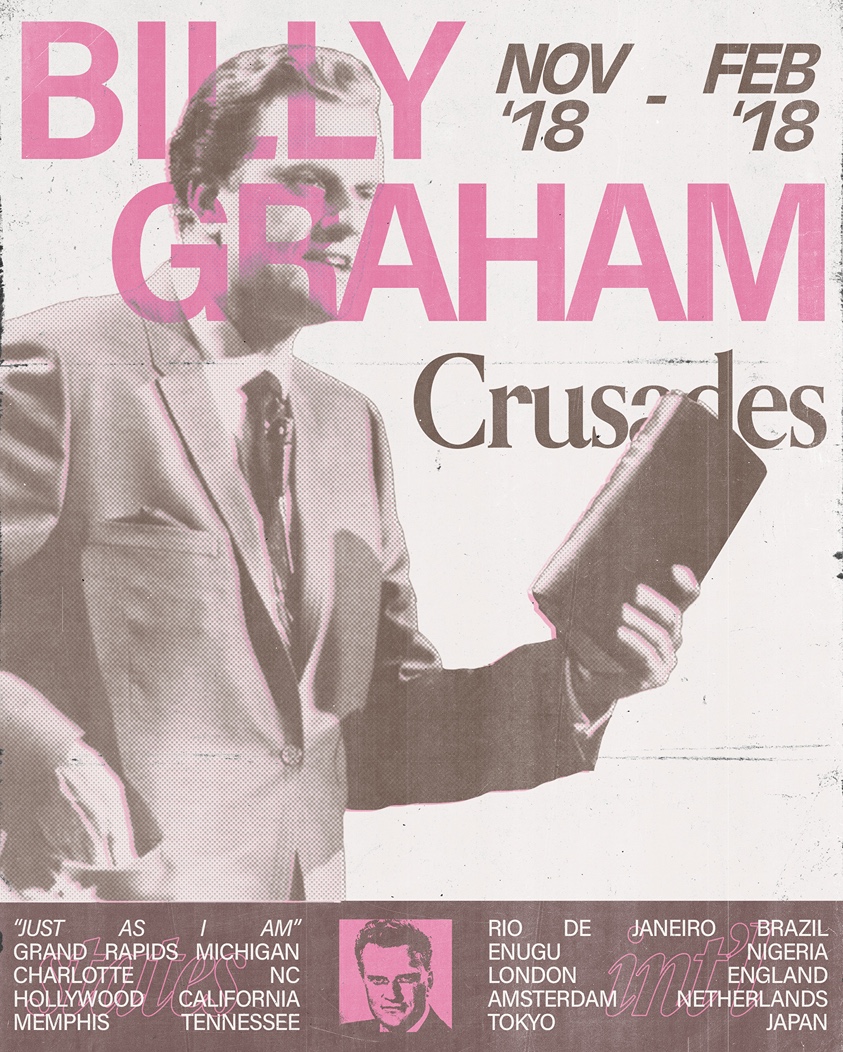 BILLY
NOV - FEB
‘18 ‘18
GRAHAM
Crusades
“JUST AS I AM”
GRAND RAPIDS MICHIGAN
CHARLOTTE NC
HOLLYWOOD CALIFORNIA
MEMPHIS TENNESSEE
states
RIO DE JANEIRO BRAZIL
ENUGU NIGERIA
LONDON ENGLAND
AMSTERDAM NETHERLANDS
TOKYO JAPAN
int’l